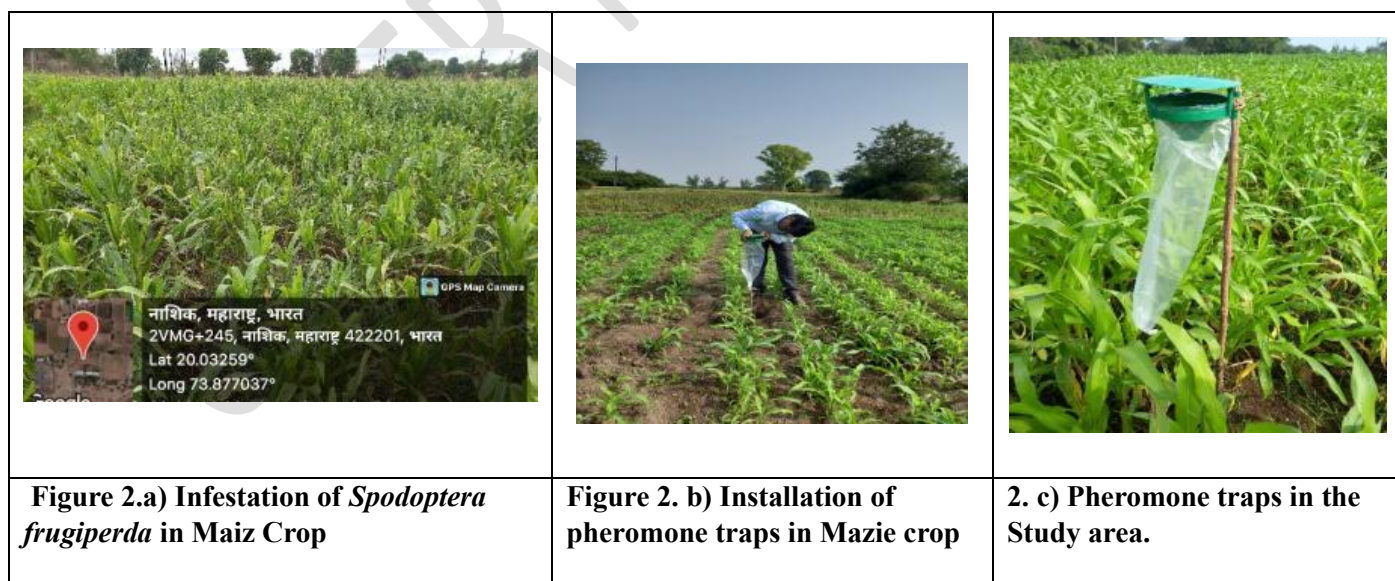 GPS Map Camera
नाशिक, महाराष्ट्र, भारत
2VMG+245, नाशिक, महाराष्ट्र 422201, भारत
Lat 20.03259°
Long 73.877037°
Google
Figure 2.a) Infestation of Spodoptera
frugiperda in Maiz Crop
Figure 2. b) Installation of
pheromone traps in Mazie crop
2. c) Pheromone traps in the
Study area.